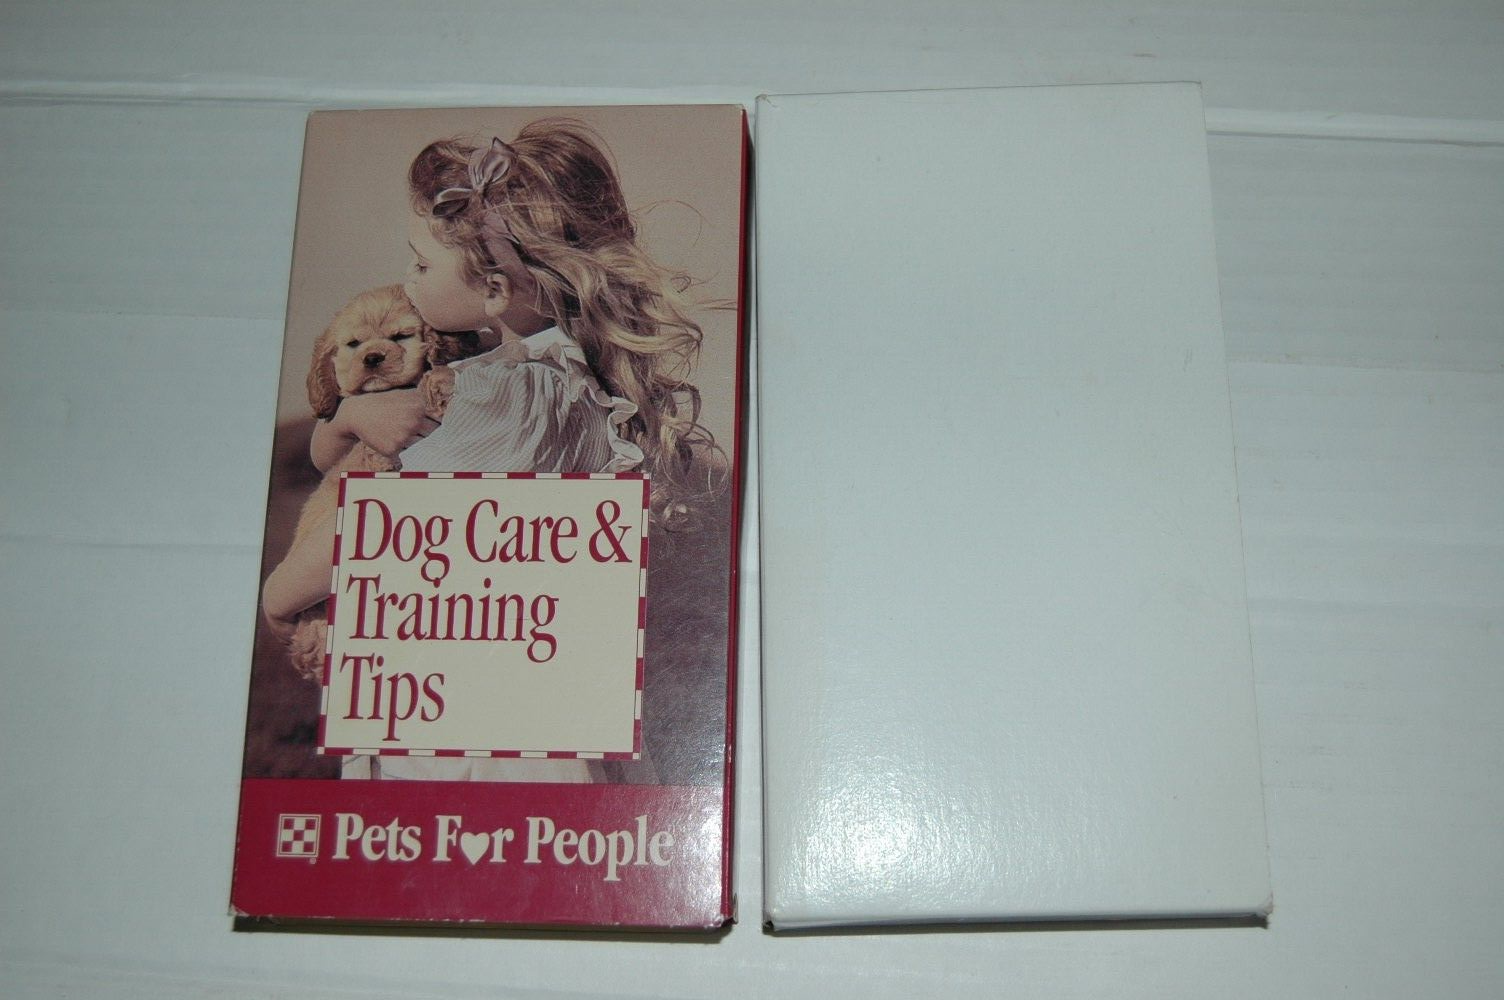 Dog Care &
Training
Tips
Pets For People